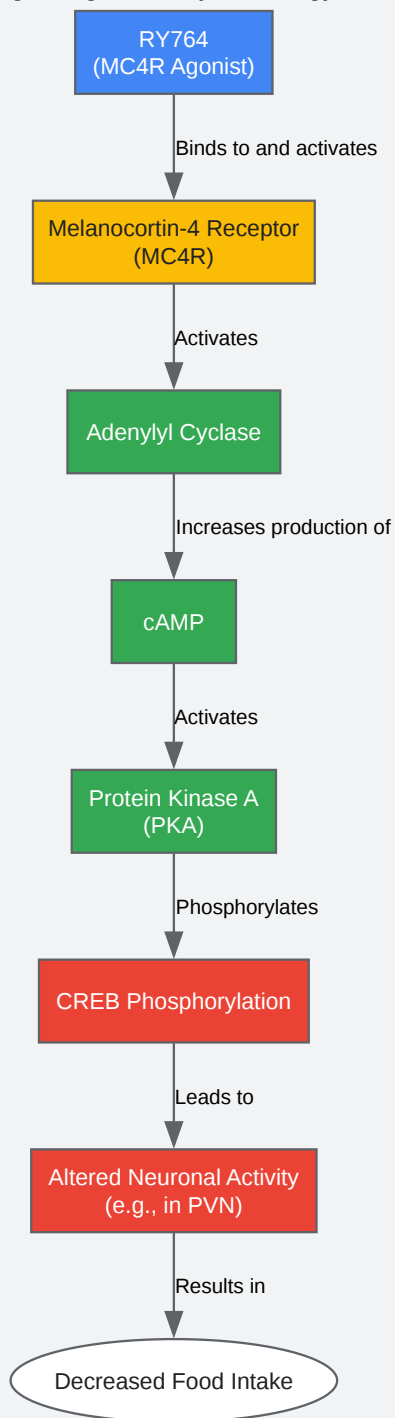 RY764
(MC4R Agonist)
Binds to and activates
Melanocortin-4 Receptor
(MC4R)
Activates
Adenylyl Cyclase
Increases production of
cAMP
Activates
Protein Kinase A
(PKA)
Phosphorylates
CREB Phosphorylation
Leads to
Altered Neuronal Activity
(e.g., in PVN)
Results in
Decreased Food Intake